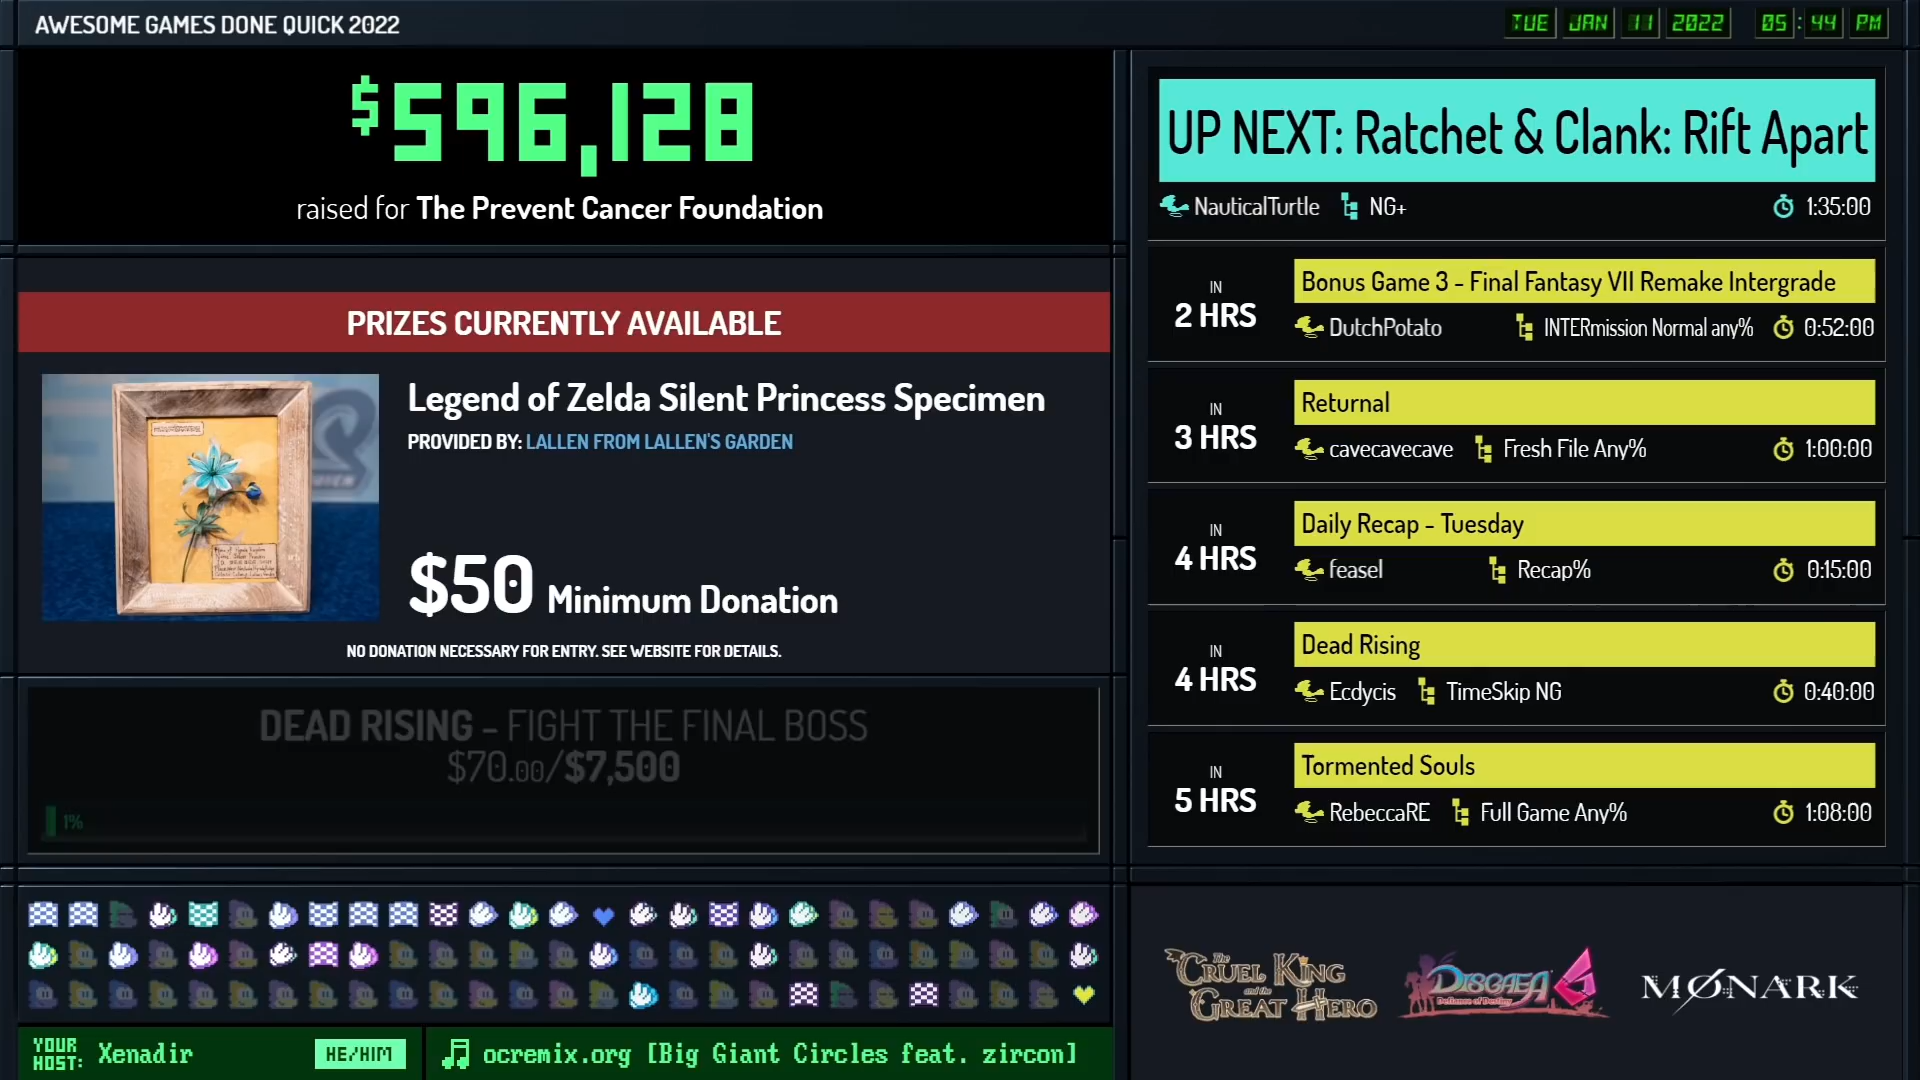 AWESOME GAMES DONE QUICK 2022
TUE JAN 11 2022 05:44 PM
$596,128
raised for The Prevent Cancer Foundation
PRIZES CURRENTLY AVAILABLE
Legend of Zelda Silent Princess Specimen
PROVIDED BY: LALLEN FROM LALLEN'S GARDEN
$50 Minimum Donation
NO DONATION NECESSARY FOR ENTRY. SEE WEBSITE FOR DETAILS.
DEAD RISING - FIGHT THE FINAL BOSS
$70.00/$7,500
1%
UP NEXT: Ratchet & Clank: Rift Apart
NauticalTurtle NG+ 1:35:00
IN 2 HRS
Bonus Game 3 - Final Fantasy VII Remake Intergrade
DutchPotato INTERmission Normal any% 0:52:00
IN 3 HRS
Returnal
cavecavecave Fresh File Any% 1:00:00
IN 4 HRS
Daily Recap - Tuesday
feasel Recap% 0:15:00
IN 4 HRS
Dead Rising
Ecdycis TimeSkip NG 0:40:00
IN 5 HRS
Tormented Souls
RebeccaRE Full Game Any% 1:08:00
The Cruel King and the Great Hero
DISGAEA 6
Defiance of Destiny
MØNARK
YOUR HOST: Xenadir HE/HIM
ocremix.org [Big Giant Circles feat. zircon]